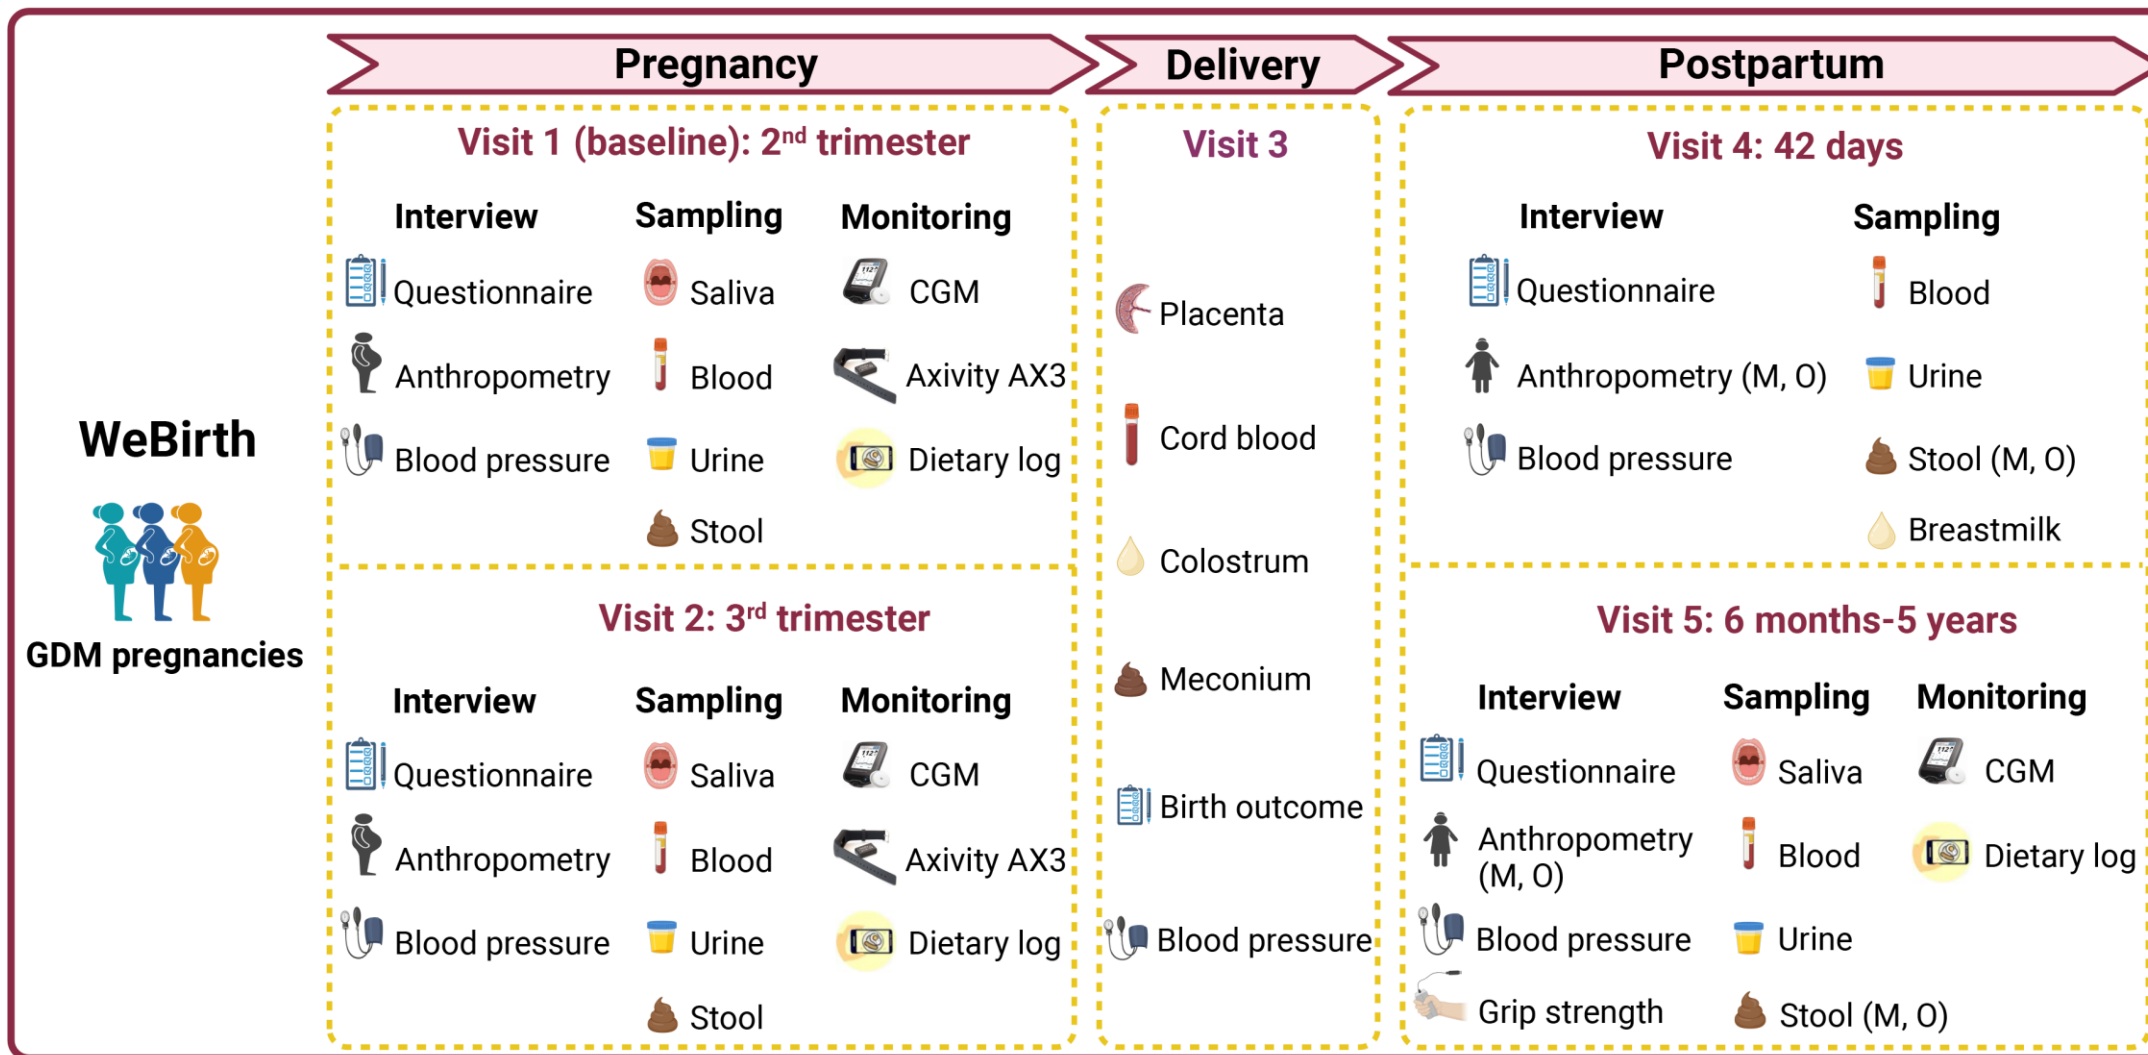 Pregnancy
Delivery
Postpartum
WeBirth
GDM pregnancies
Visit 1 (baseline): 2nd trimester
Interview
Questionnaire
Anthropometry
Blood pressure
Sampling
Saliva
Blood
Urine
Stool
Monitoring
CGM
Axivity AX3
Dietary log
Visit 2: 3rd trimester
Interview
Questionnaire
Anthropometry
Blood pressure
Sampling
Saliva
Blood
Urine
Stool
Monitoring
CGM
Axivity AX3
Dietary log
Visit 3
Placenta
Cord blood
Colostrum
Meconium
Birth outcome
Blood pressure
Visit 4: 42 days
Interview
Questionnaire
Anthropometry (M, O)
Blood pressure
Sampling
Blood
Urine
Stool (M, O)
Breastmilk
Visit 5: 6 months-5 years
Interview
Questionnaire
Anthropometry
(M, O)
Blood pressure
Grip strength
Sampling
Saliva
Blood
Urine
Stool (M, O)
Monitoring
CGM
Dietary log